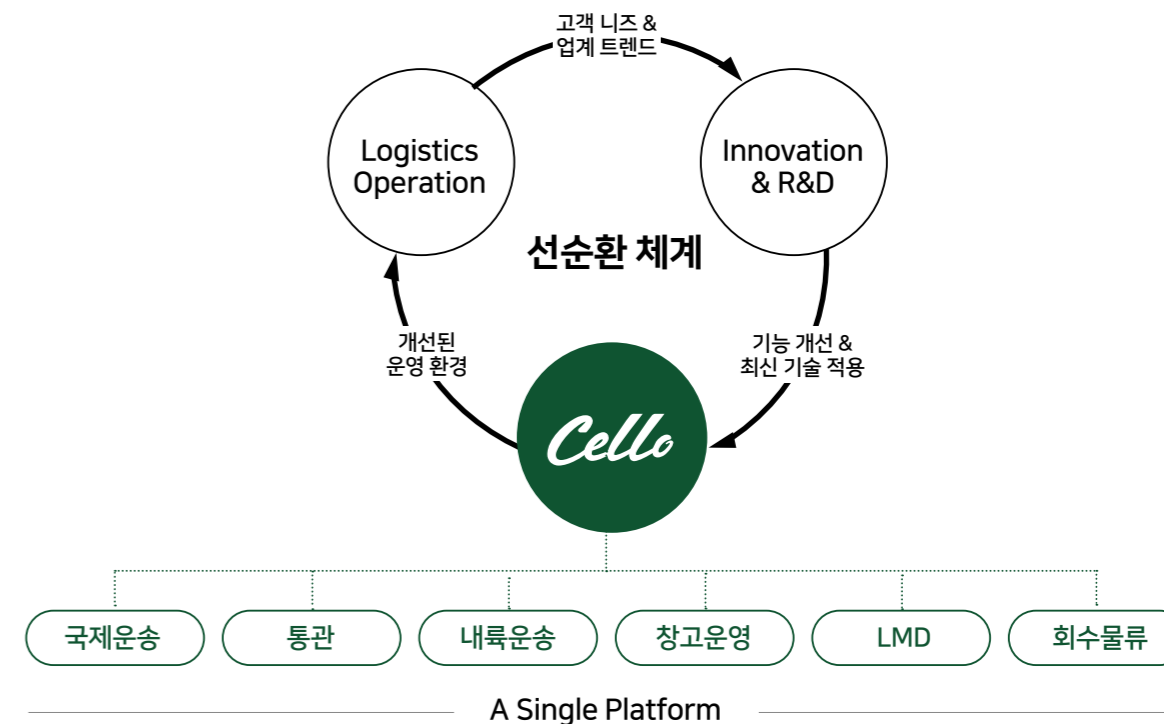 고객 니즈 &
업계 트렌드
Logistics
Operation
Innovation
& R&D
선순환 체계
개선된
운영 환경
기능 개선 &
최신 기술 적용
Cello
국제운송
통관
내륙운송
창고운영
LMD
회수물류
A Single Platform